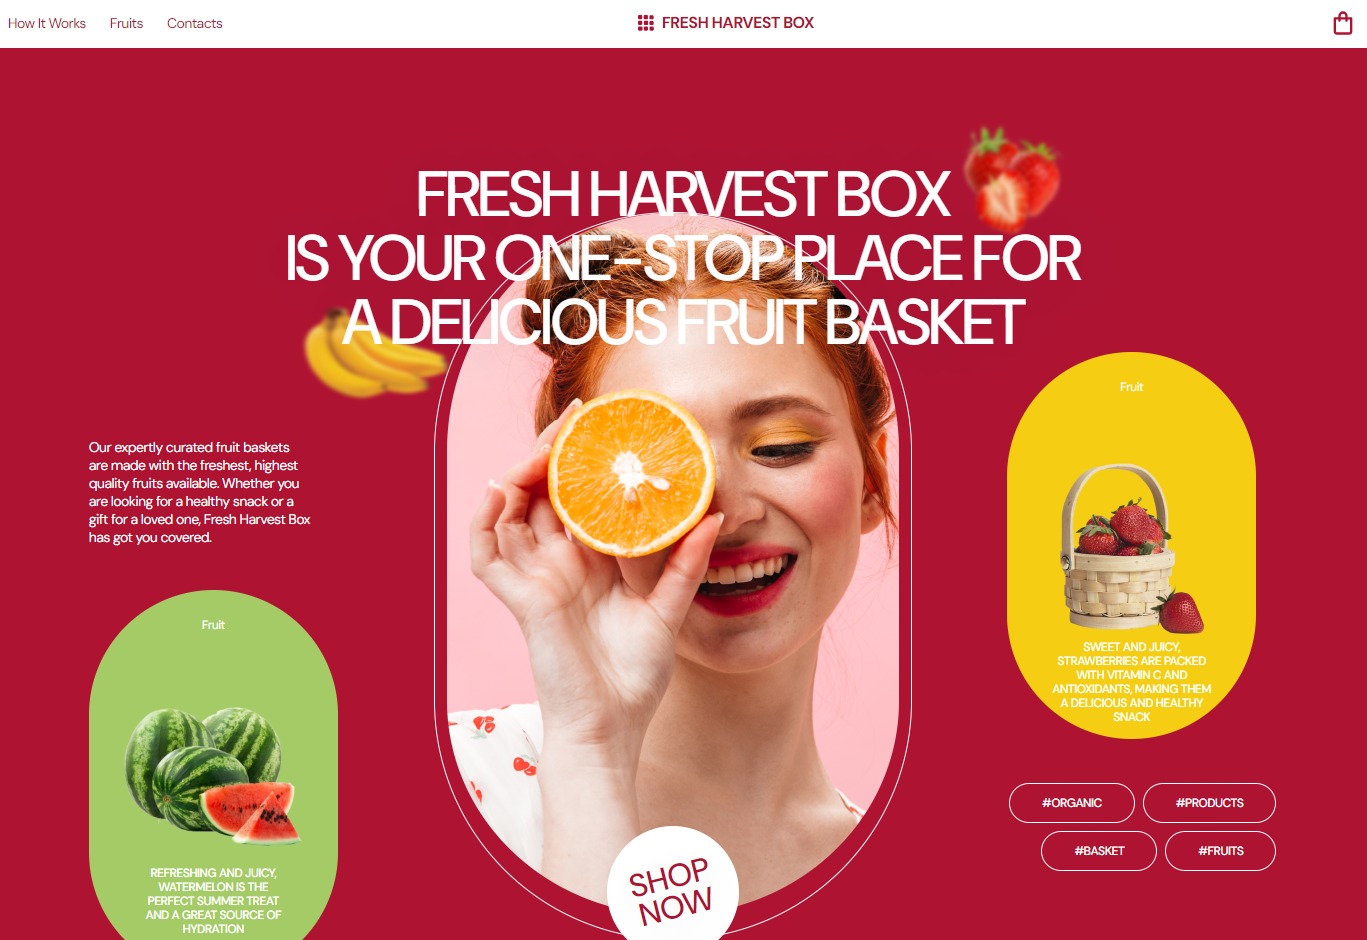 How It Works
Fruits
Contacts
FRESH HARVEST BOX
FRESH HARVEST BOX
IS YOUR ONE-STOP PLACE FOR
A DELICIOUS FRUIT BASKET
Our expertly curated fruit baskets
are made with the freshest, highest
quality fruits available. Whether you
are looking for a healthy snack or a
gift for a loved one, Fresh Harvest Box
has got you covered.
Fruit
REFRESHING AND JUICY,
WATERMELON IS THE
PERFECT SUMMER TREAT
AND A GREAT SOURCE OF
HYDRATION
SHOP
NOW
Fruit
SWEET AND JUICY,
STRAWBERRIES ARE PACKED
WITH VITAMIN C AND
ANTIOXIDANTS, MAKING THEM
A DELICIOUS AND HEALTHY
SNACK
#ORGANIC
#PRODUCTS
#BASKET
#FRUITS